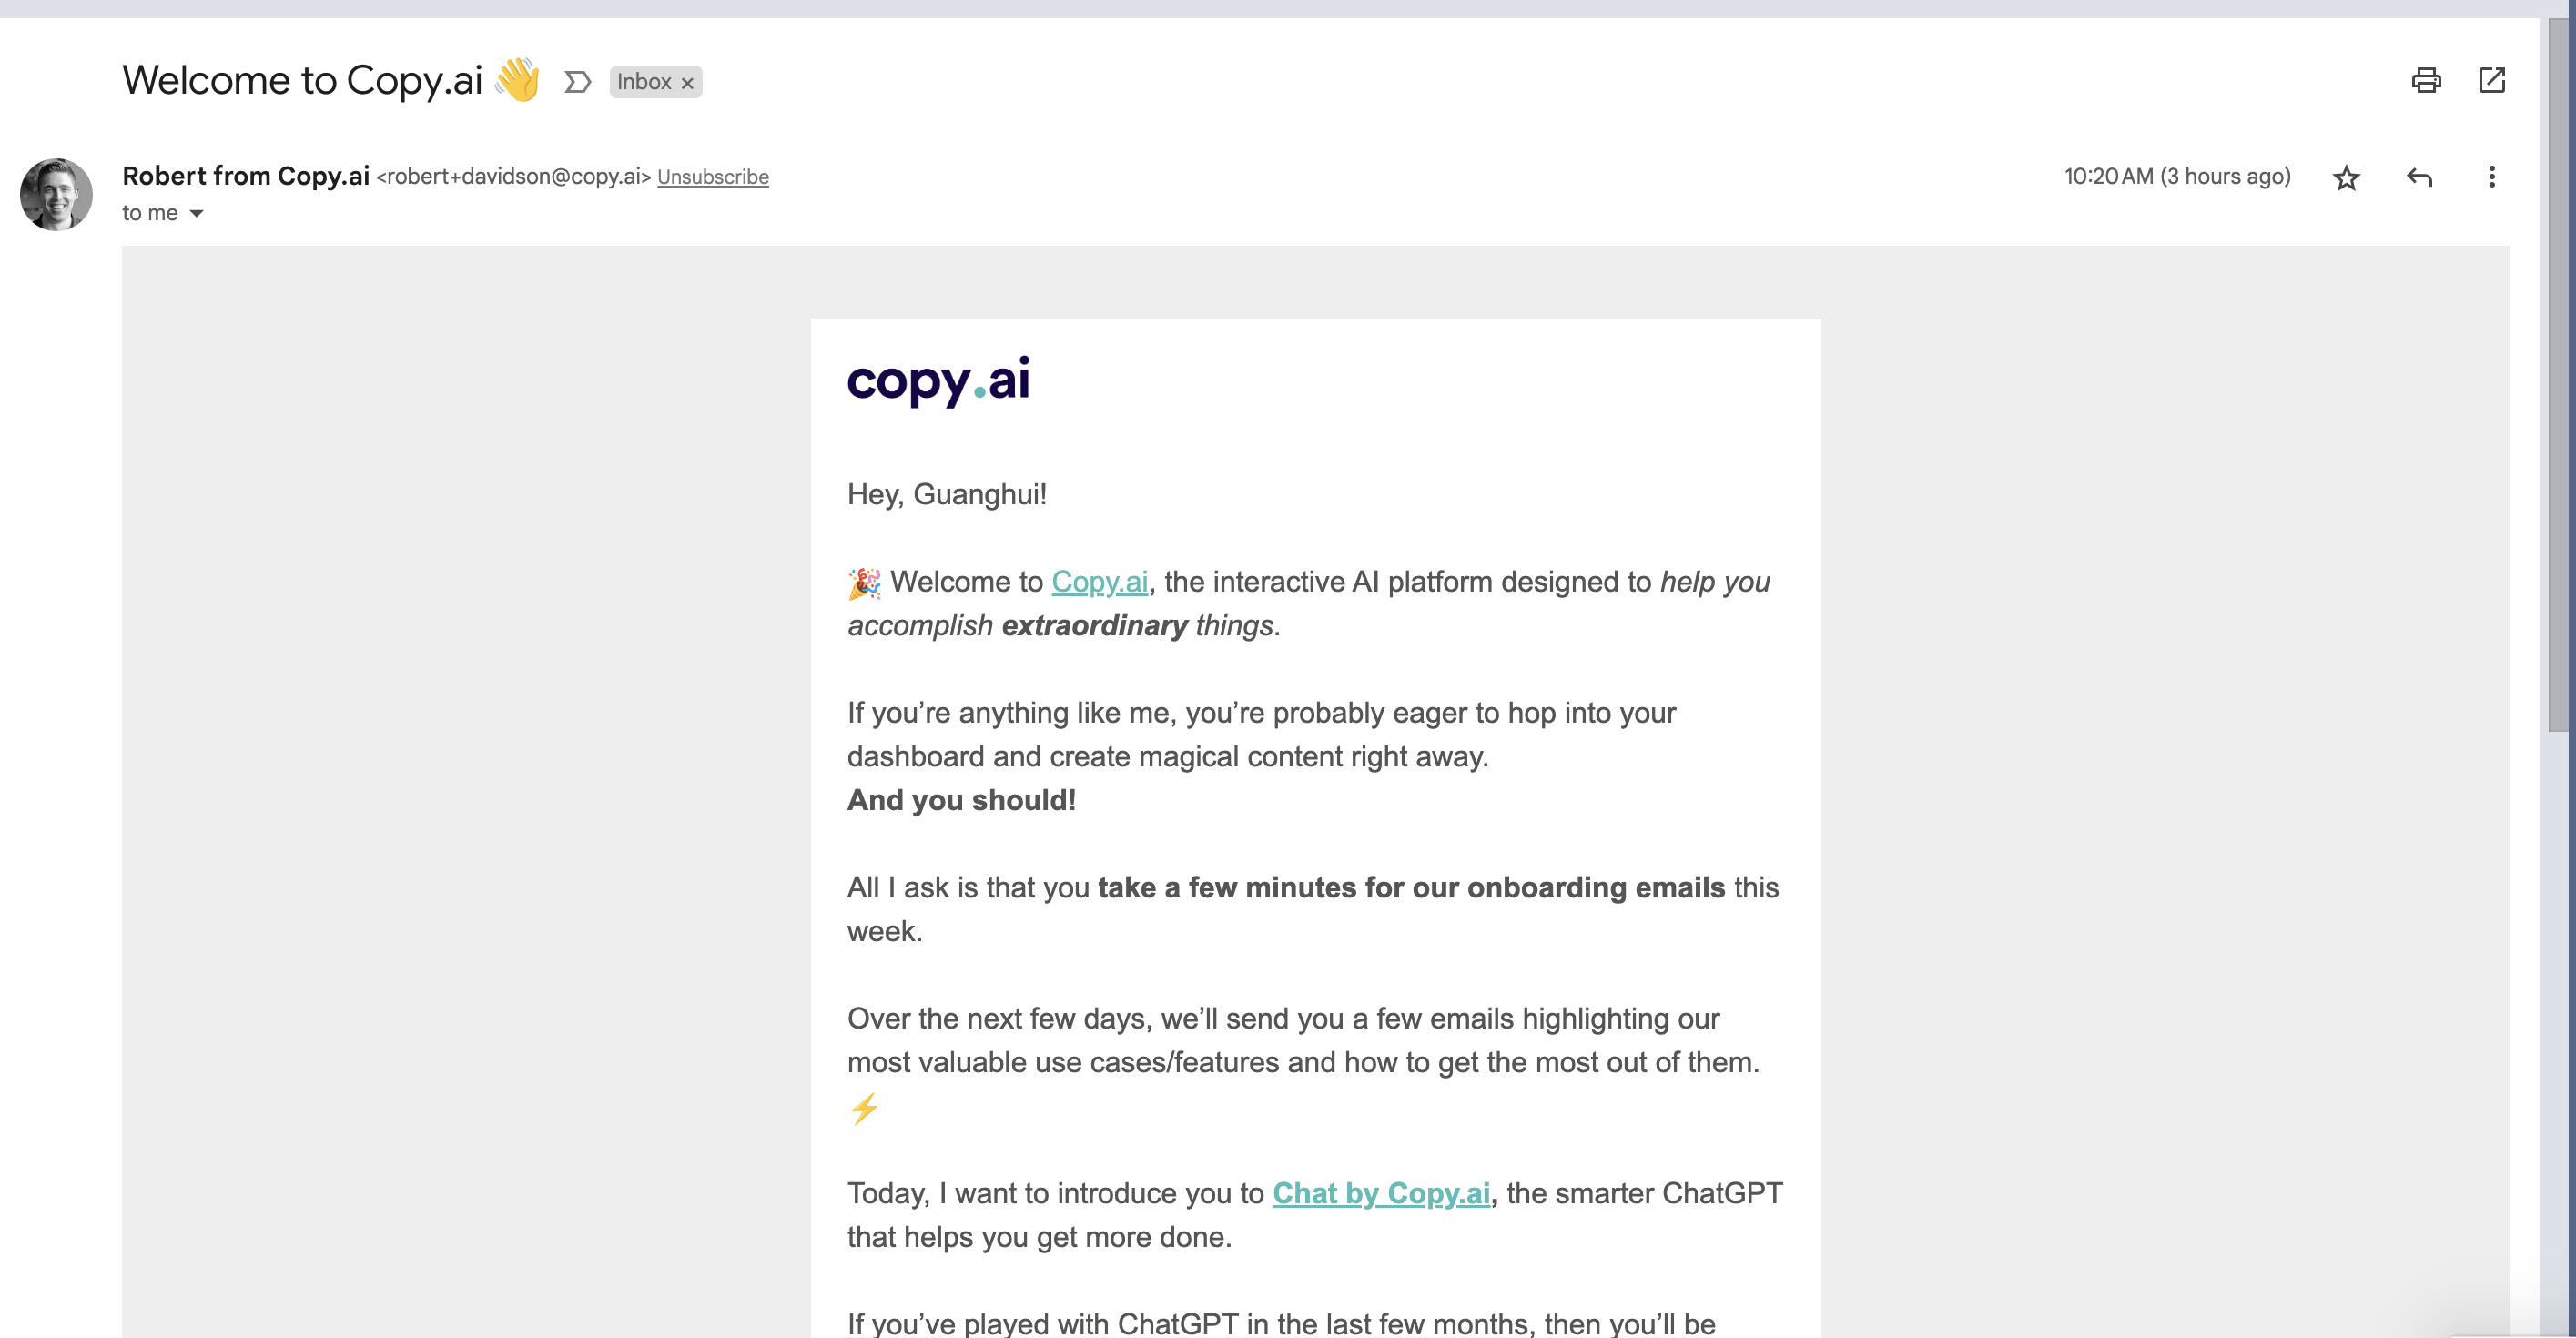 Welcome to Copy.ai 👋 Inbox ×
Robert from Copy.ai <robert+davidson@copy.ai> Unsubscribe 10:20 AM (3 hours ago)
to me
copy.ai
Hey, Guanghui!
🎉 Welcome to Copy.ai, the interactive AI platform designed to help you
accomplish extraordinary things.
If you’re anything like me, you’re probably eager to hop into your
dashboard and create magical content right away.
And you should!
All I ask is that you take a few minutes for our onboarding emails this
week.
Over the next few days, we’ll send you a few emails highlighting our
most valuable use cases/features and how to get the most out of them.
⚡
Today, I want to introduce you to Chat by Copy.ai, the smarter ChatGPT
that helps you get more done.
If you’ve played with ChatGPT in the last few months, then you’ll be